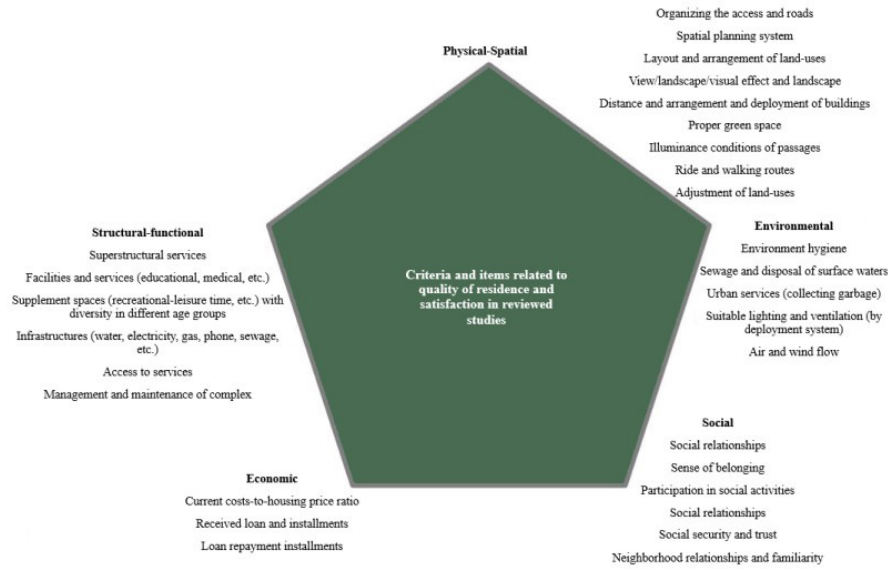 Physical-Spatial
Organizing the access and roads
Spatial planning system
Layout and arrangement of land-uses
View/landscape/visual effect and landscape
Distance and arrangement and deployment of buildings
Proper green space
Illuminance conditions of passages
Ride and walking routes
Adjustment of land-uses
Structural-functional
Superstructural services
Facilities and services (educational, medical, etc.)
Supplement spaces (recreational-leisure time, etc.) with
diversity in different age groups
Infrastructures (water, electricity, gas, phone, sewage,
etc.)
Access to services
Management and maintenance of complex
Criteria and items related to
quality of residence and
satisfaction in reviewed
studies
Environmental
Environment hygiene
Sewage and disposal of surface waters
Urban services (collecting garbage)
Suitable lighting and ventilation (by
deployment system)
Air and wind flow
Economic
Current costs-to-housing price ratio
Received loan and installments
Loan repayment installments
Social
Social relationships
Sense of belonging
Participation in social activities
Social relationships
Social security and trust
Neighborhood relationships and familiarity